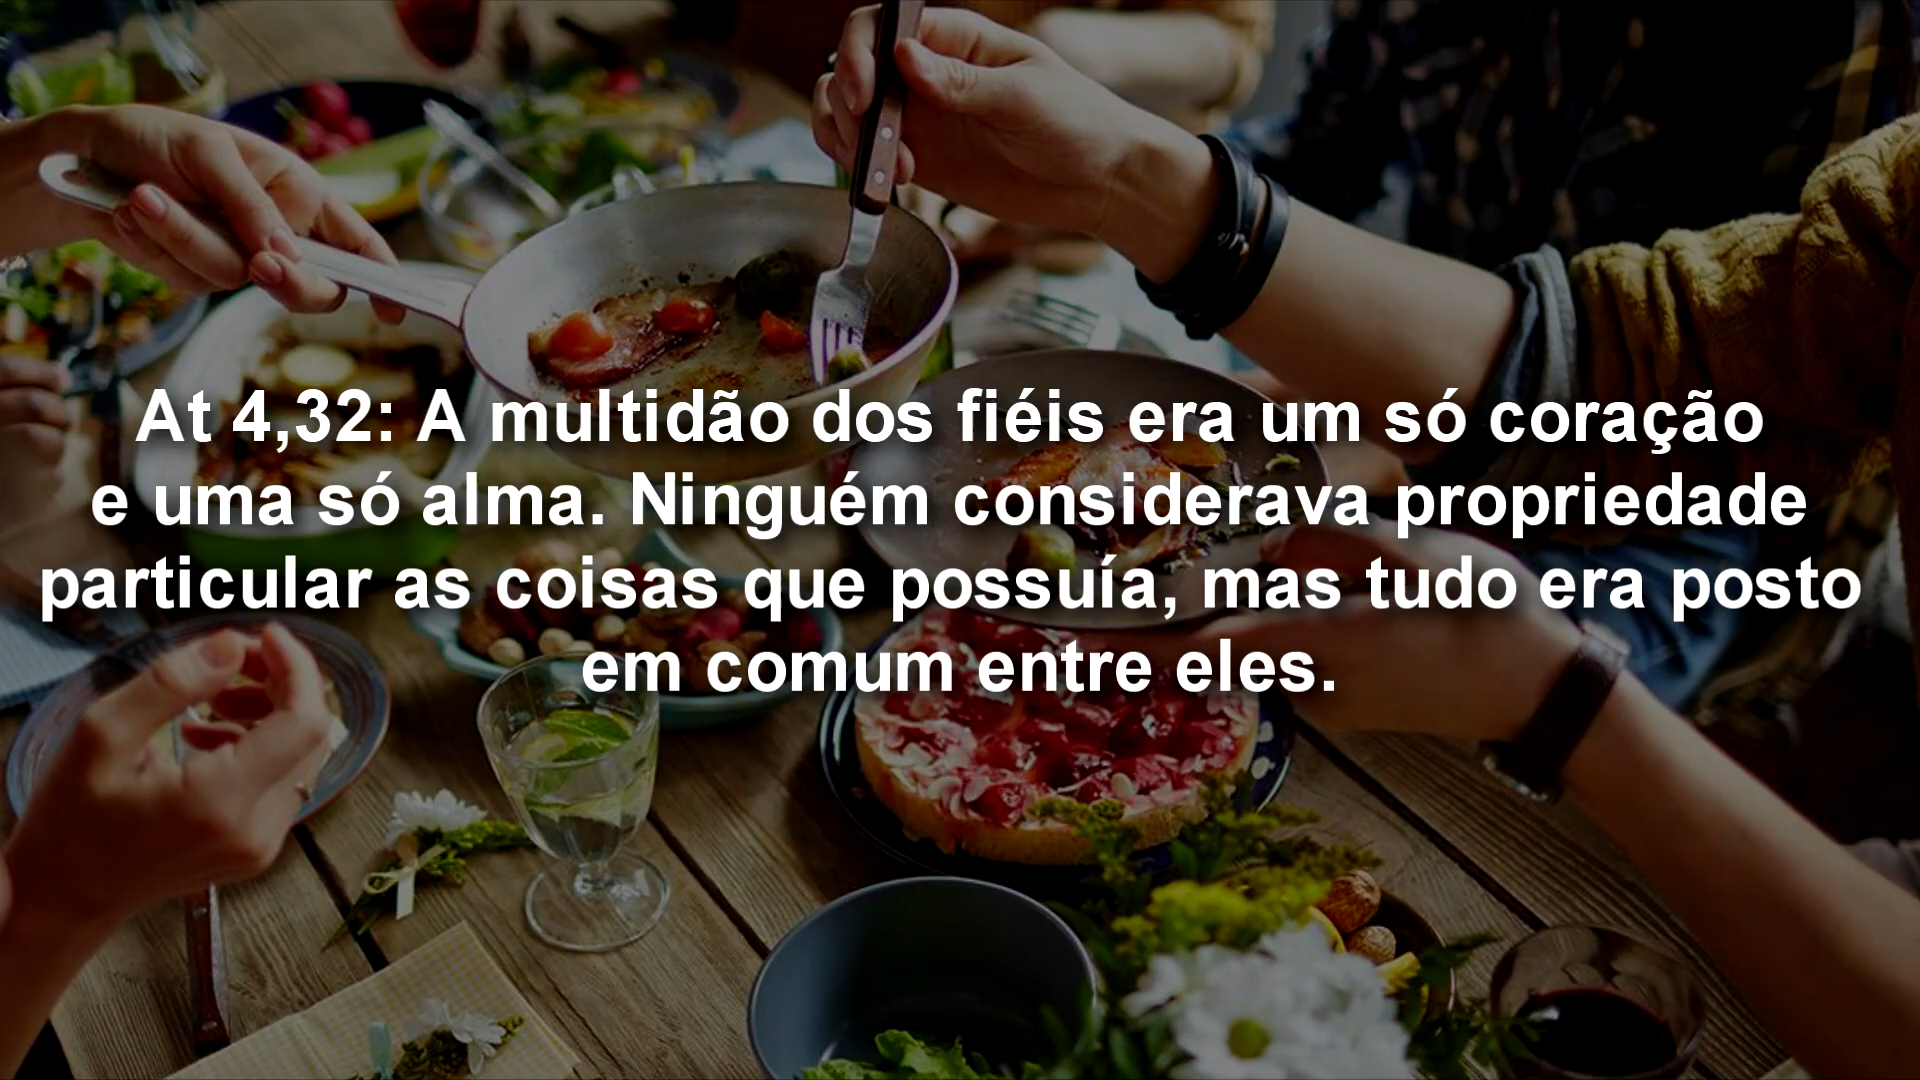 At 4,32: A multidão dos fiéis era um só coração
e uma só alma. Ninguém considerava propriedade
particular as coisas que possuía, mas tudo era posto
em comum entre eles.